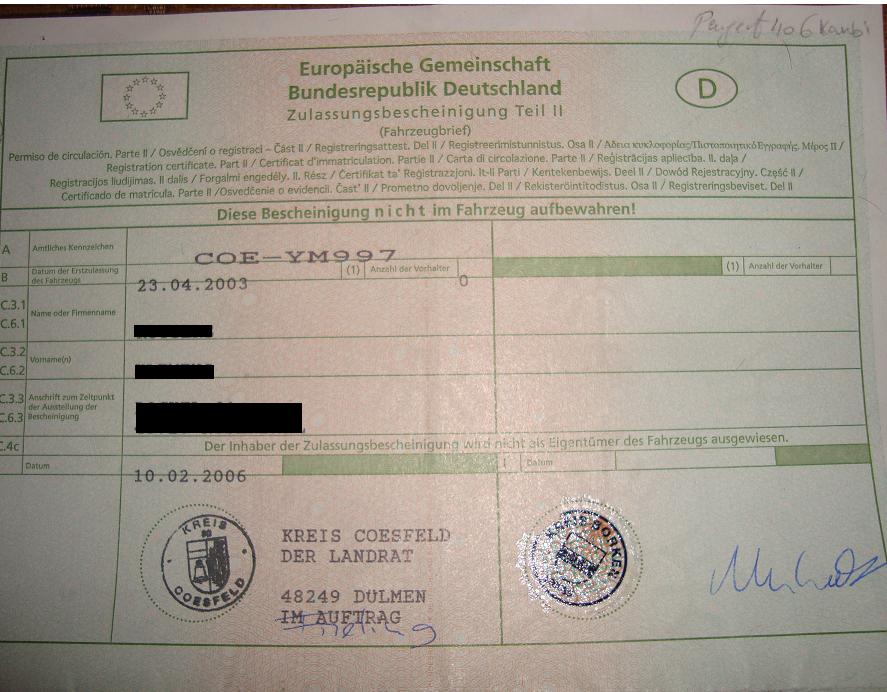 Pergert 406 Kombi
Europäische Gemeinschaft
Bundesrepublik Deutschland
D
Zulassungsbescheinigung Teil II
(Fahrzeugbrief)
Permiso de circulación. Parte II / Osvědčení o registraci – Část II / Registreringsattest. Del II / Registreerimistunnistus. Osa II / Άδεια κυκλοφορίας/Πιστοποιητικό Εγγραφής. Μέρος II /
Registration certificate. Part II / Certificat d'immatriculation. Partie II / Carta di circolazione. Parte II / Reģistrācijas apliecība. II. daļa /
Registracijos liudijimas. II dalis / Forgalmi engedély. II. Rész / Ċertifikat ta' Reġistrazzjoni. It-II Parti / Kentekenbewijs. Deel II / Dowód Rejestracyjny. Część II /
Certificado de matrícula. Parte II / Osvedčenie o evidencii. Časť II / Prometno dovoljenje. Del II / Rekisteröintitodistus. Osa II / Registreringsbeviset. Del II
Diese Bescheinigung nicht im Fahrzeug aufbewahren!
A Amtliches Kennzeichen COE-YM997
B Datum der Erstzulassung des Fahrzeugs 23.04.2003 (1) Anzahl der Vorhalter 0 (1) Anzahl der Vorhalter
C.3.1
C.6.1
Name oder Firmenname
C.3.2
C.6.2
Vorname(n)
C.3.3
C.6.3
Anschrift zum Zeitpunkt
der Ausstellung der
Bescheinigung
C.4c Der Inhaber der Zulassungsbescheinigung wird nicht als Eigentümer des Fahrzeugs ausgewiesen.
Datum 10.02.2006 Datum
KREIS
COESFELD
KREIS COESFELD
DER LANDRAT
48249 DÜLMEN
IM AUFTRAG
KREIS BORKEN